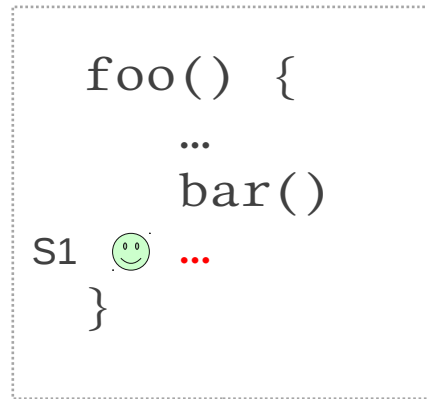 foo() {
…
bar()
S1 …
}